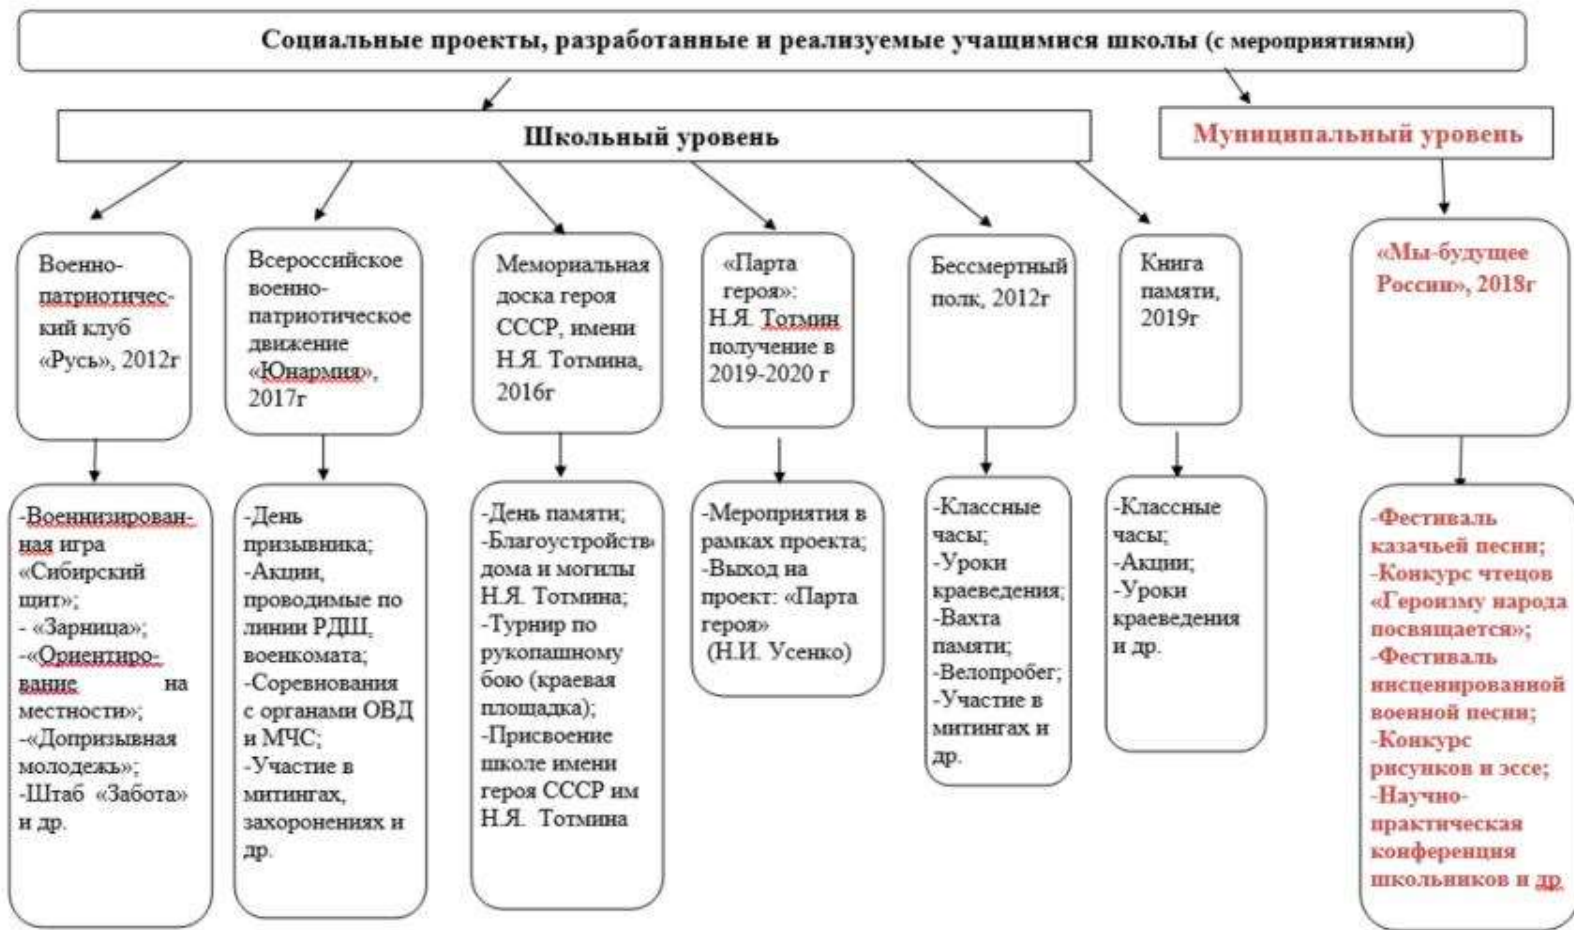 Социальные проекты, разработанные и реализуемые учащимися школы (с мероприятиями)
Школьный уровень
Муниципальный уровень
Военно-
патриотичес-
кий клуб
«Русь», 2012г
Всероссийское
военно-
патриотическое
движение
«Юнармия»,
2017г
Мемориальная
доска героя
СССР, имени
Н.Я. Тотмина,
2016г
«Парта
героя»:
Н.Я. Тотмин
получение в
2019-2020 г
Бессмертный
полк, 2012г
Книга
памяти,
2019г
«Мы-будущее
России», 2018г
-Военнизирован-
ная игра
«Сибирский
щит»;
- «Зарница»;
-«Ориентиро-
вание на
местности»;
-«Допризывная
молодежь»;
-Штаб «Забота»
и др.
-День
призывника;
-Акции,
проводимые по
линии РДШ,
военкомата;
-Соревнования
с органами ОВД
и МЧС;
-Участие в
митингах,
захоронениях и
др.
-День памяти;
-Благоустройств
дома и могилы
Н.Я. Тотмина;
-Турнир по
рукопашному
бою (краевая
площадка);
-Присвоение
школе имени
героя СССР им
Н.Я. Тотмина
-Мероприятия в
рамках проекта;
-Выход на
проект: «Парта
героя»
(Н.И. Усенко)
-Классные
часы;
-Уроки
краеведения;
-Вахта
памяти;
-Велопробег;
-Участие в
митингах и
др.
-Классные
часы;
-Акции;
-Уроки
краеведения
и др.
-Фестиваль
казачьей песни;
-Конкурс чтецов
«Героизму народа
посвящается»;
-Фестиваль
инсценированной
военной песни;
-Конкурс
рисунков и эссе;
-Научно-
практическая
конференция
школьников и др